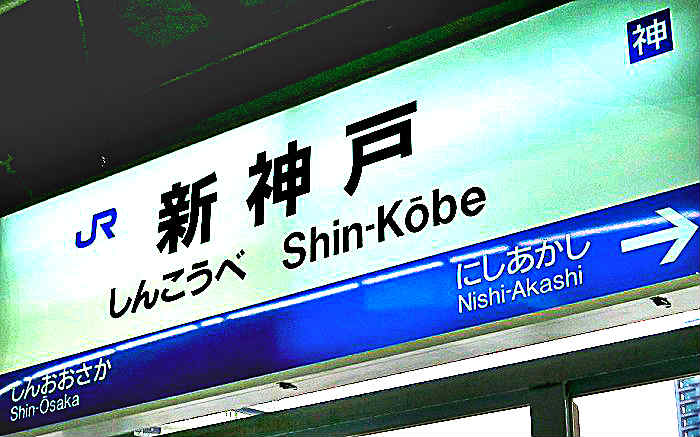 神
JR 新神戸
しんこうべ Shin-Kōbe
にしあかし
Nishi-Akashi
しんおおさか
Shin-Ōsaka